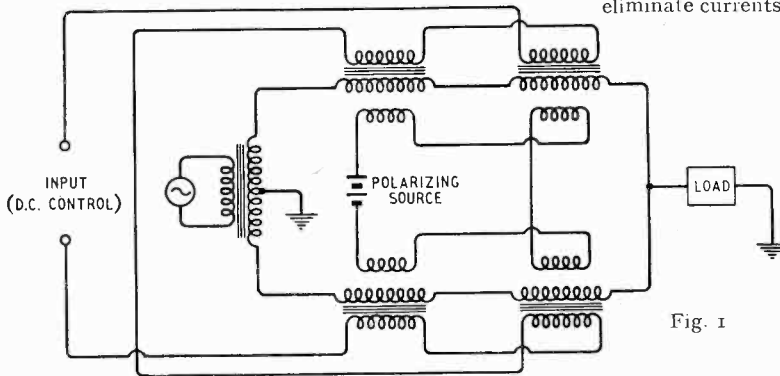 eliminate currents
INPUT
(D.C. CONTROL)
POLARIZING
SOURCE
LOAD
Fig. 1